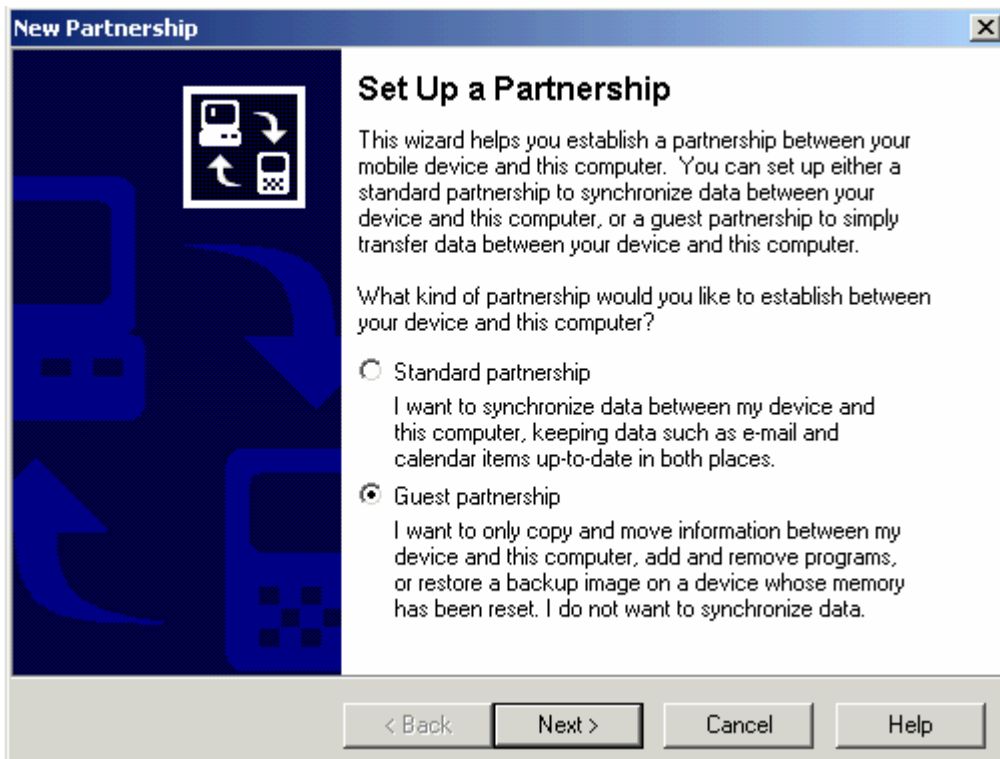 New Partnership
Set Up a Partnership
This wizard helps you establish a partnership between your
mobile device and this computer.  You can set up either a
standard partnership to synchronize data between your
device and this computer, or a guest partnership to simply
transfer data between your device and this computer.
What kind of partnership would you like to establish between
your device and this computer?
Standard partnership
I want to synchronize data between my device and
this computer, keeping data such as e-mail and
calendar items up-to-date in both places.
Guest partnership
I want to only copy and move information between my
device and this computer, add and remove programs,
or restore a backup image on a device whose memory
has been reset. I do not want to synchronize data.
< Back Next > Cancel Help